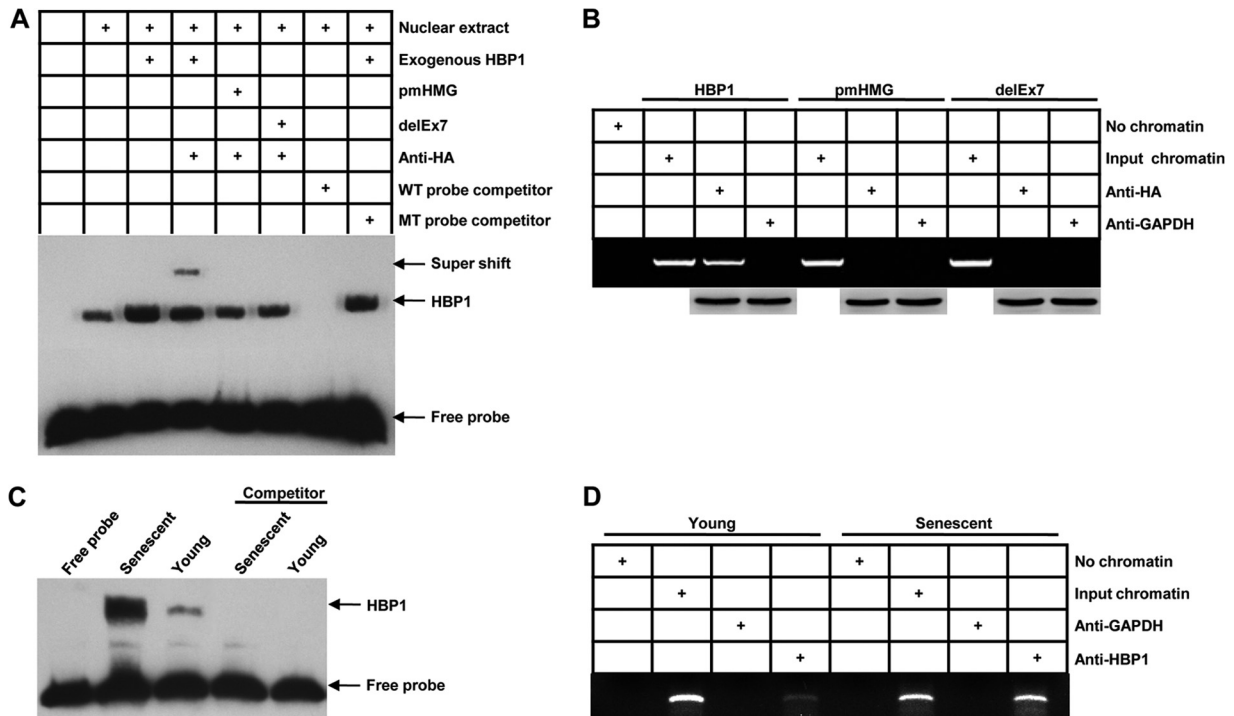 A
+ + + + + + + Nuclear extract
+ + + Exogenous HBP1
+ pmHMG
+ delEx7
+ + + Anti-HA
+ WT probe competitor
+ MT probe competitor
Super shift
HBP1
Free probe
B
HBP1 pmHMG delEx7
+ No chromatin
+ + + Input chromatin
+ + + Anti-HA
+ + + Anti-GAPDH
C
Competitor
Free probe Senescent Young Senescent Young
HBP1
Free probe
D
Young Senescent
+ + No chromatin
+ + Input chromatin
+ + Anti-GAPDH
+ + Anti-HBP1